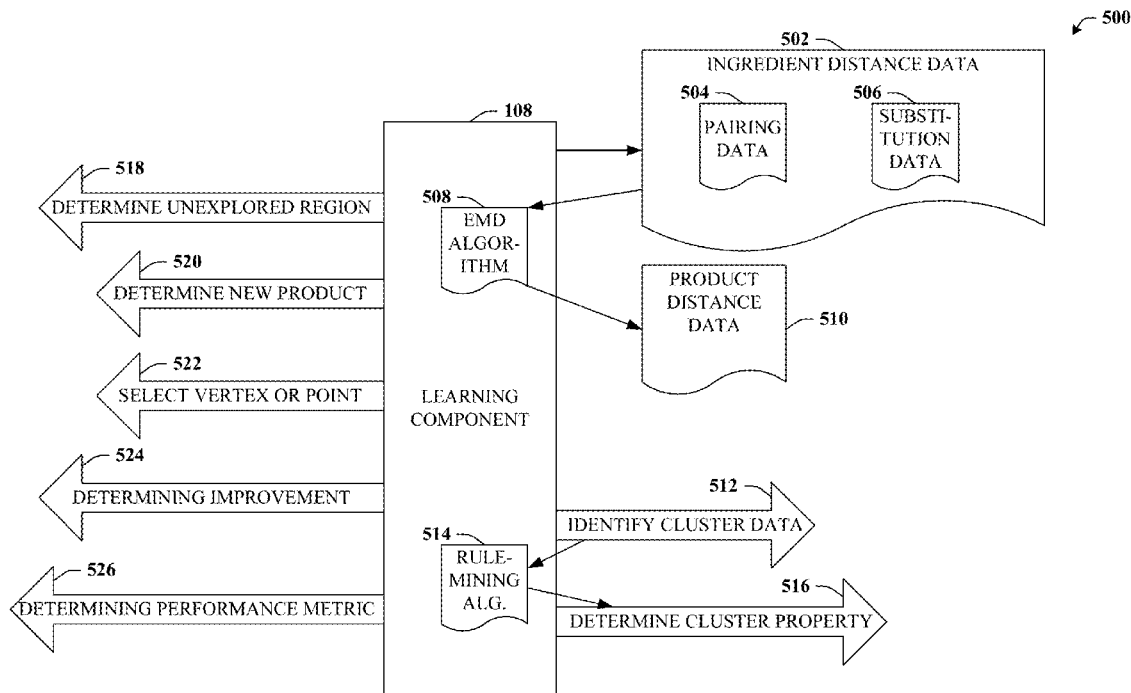 500
502
INGREDIENT DISTANCE DATA
504
PAIRING
DATA
506
SUBSTI-
TUTION
DATA
108
518
DETERMINE UNEXPLORED REGION
508
EMD
ALGOR-
ITHM
520
DETERMINE NEW PRODUCT
PRODUCT
DISTANCE
DATA
510
522
SELECT VERTEX OR POINT
LEARNING
COMPONENT
524
DETERMINING IMPROVEMENT
512
IDENTIFY CLUSTER DATA
514
RULE-
MINING
ALG.
526
DETERMINING PERFORMANCE METRIC
516
DETERMINE CLUSTER PROPERTY